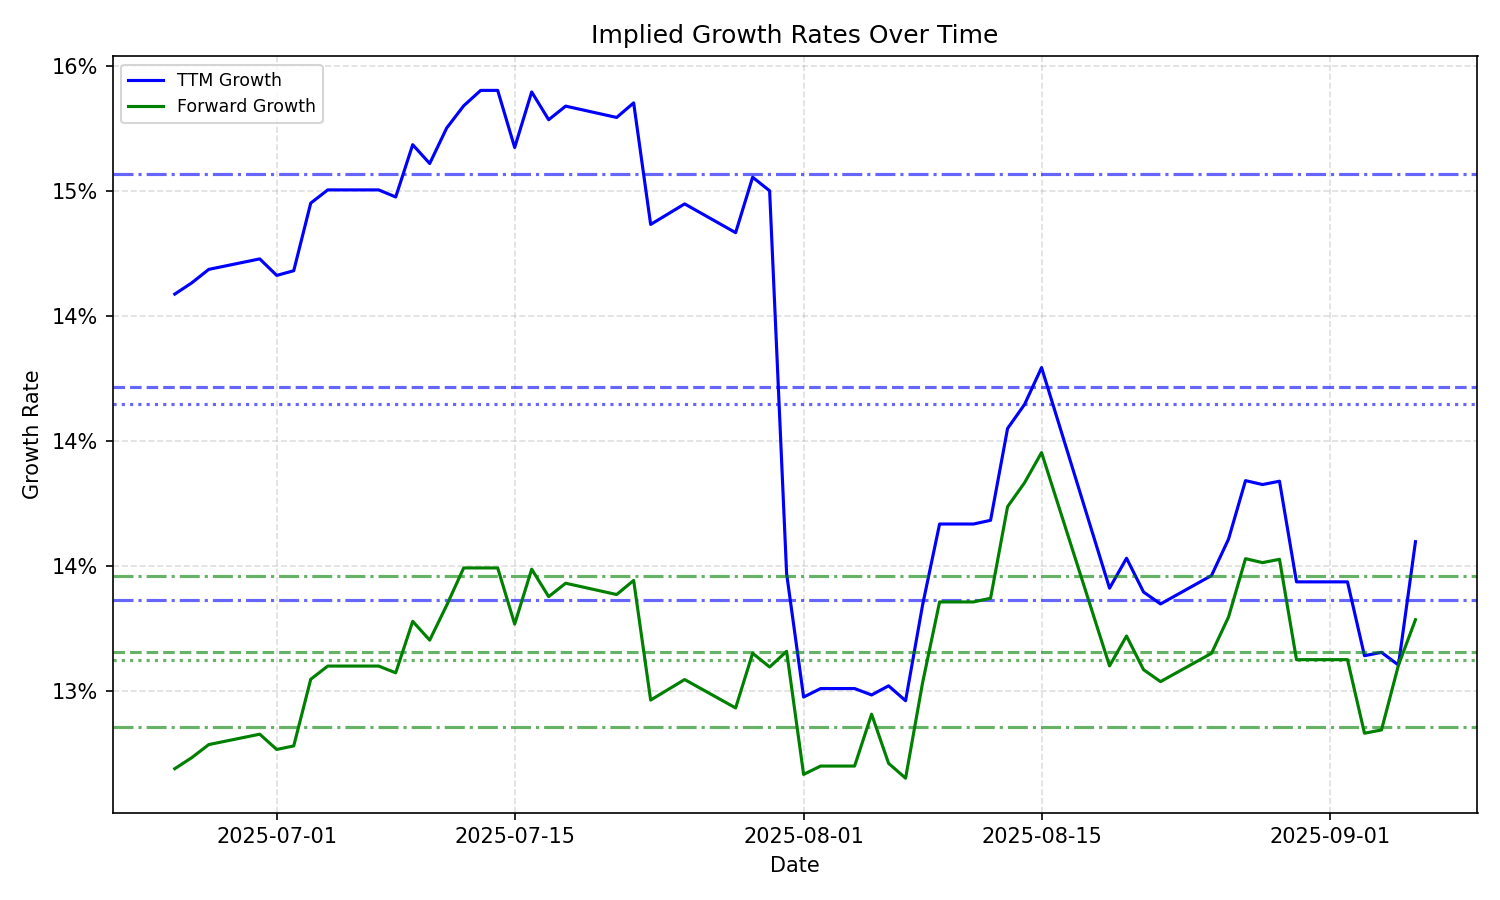 Implied Growth Rates Over Time
TTM Growth
Forward Growth
Growth Rate
16%
15%
14%
14%
14%
13%
2025-07-01
2025-07-15
2025-08-01
2025-08-15
2025-09-01
Date